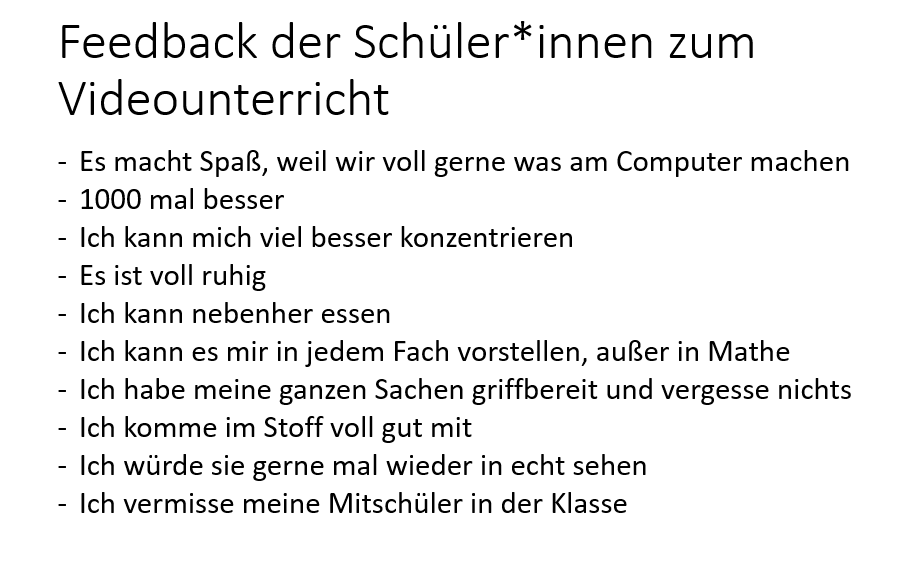 Feedback der Schüler*innen zum
Videounterricht
- Es macht Spaß, weil wir voll gerne was am Computer machen
- 1000 mal besser
- Ich kann mich viel besser konzentrieren
- Es ist voll ruhig
- Ich kann nebenher essen
- Ich kann es mir in jedem Fach vorstellen, außer in Mathe
- Ich habe meine ganzen Sachen griffbereit und vergesse nichts
- Ich komme im Stoff voll gut mit
- Ich würde sie gerne mal wieder in echt sehen
- Ich vermisse meine Mitschüler in der Klasse